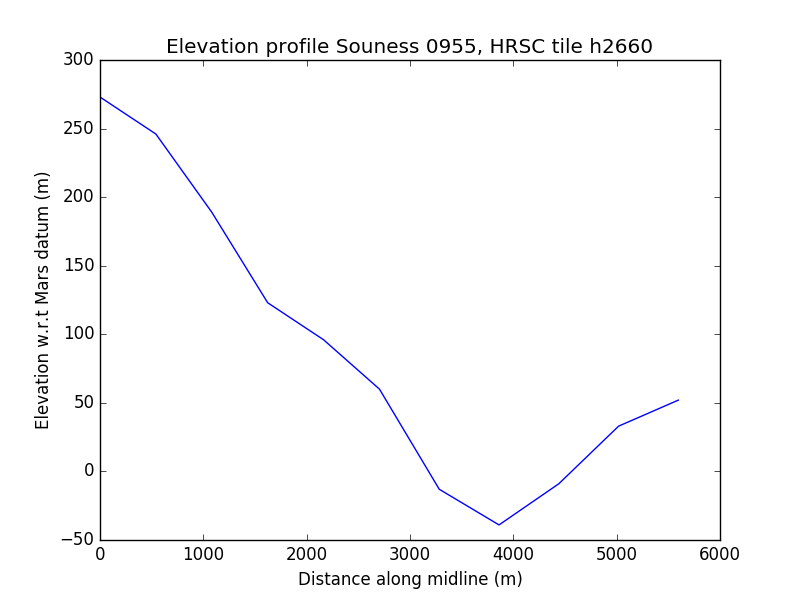 Elevation profile Souness 0955, HRSC tile h2660
300
250
200
150
100
50
0
−50
Elevation w.r.t Mars datum (m)
0 1000 2000 3000 4000 5000 6000
Distance along midline (m)